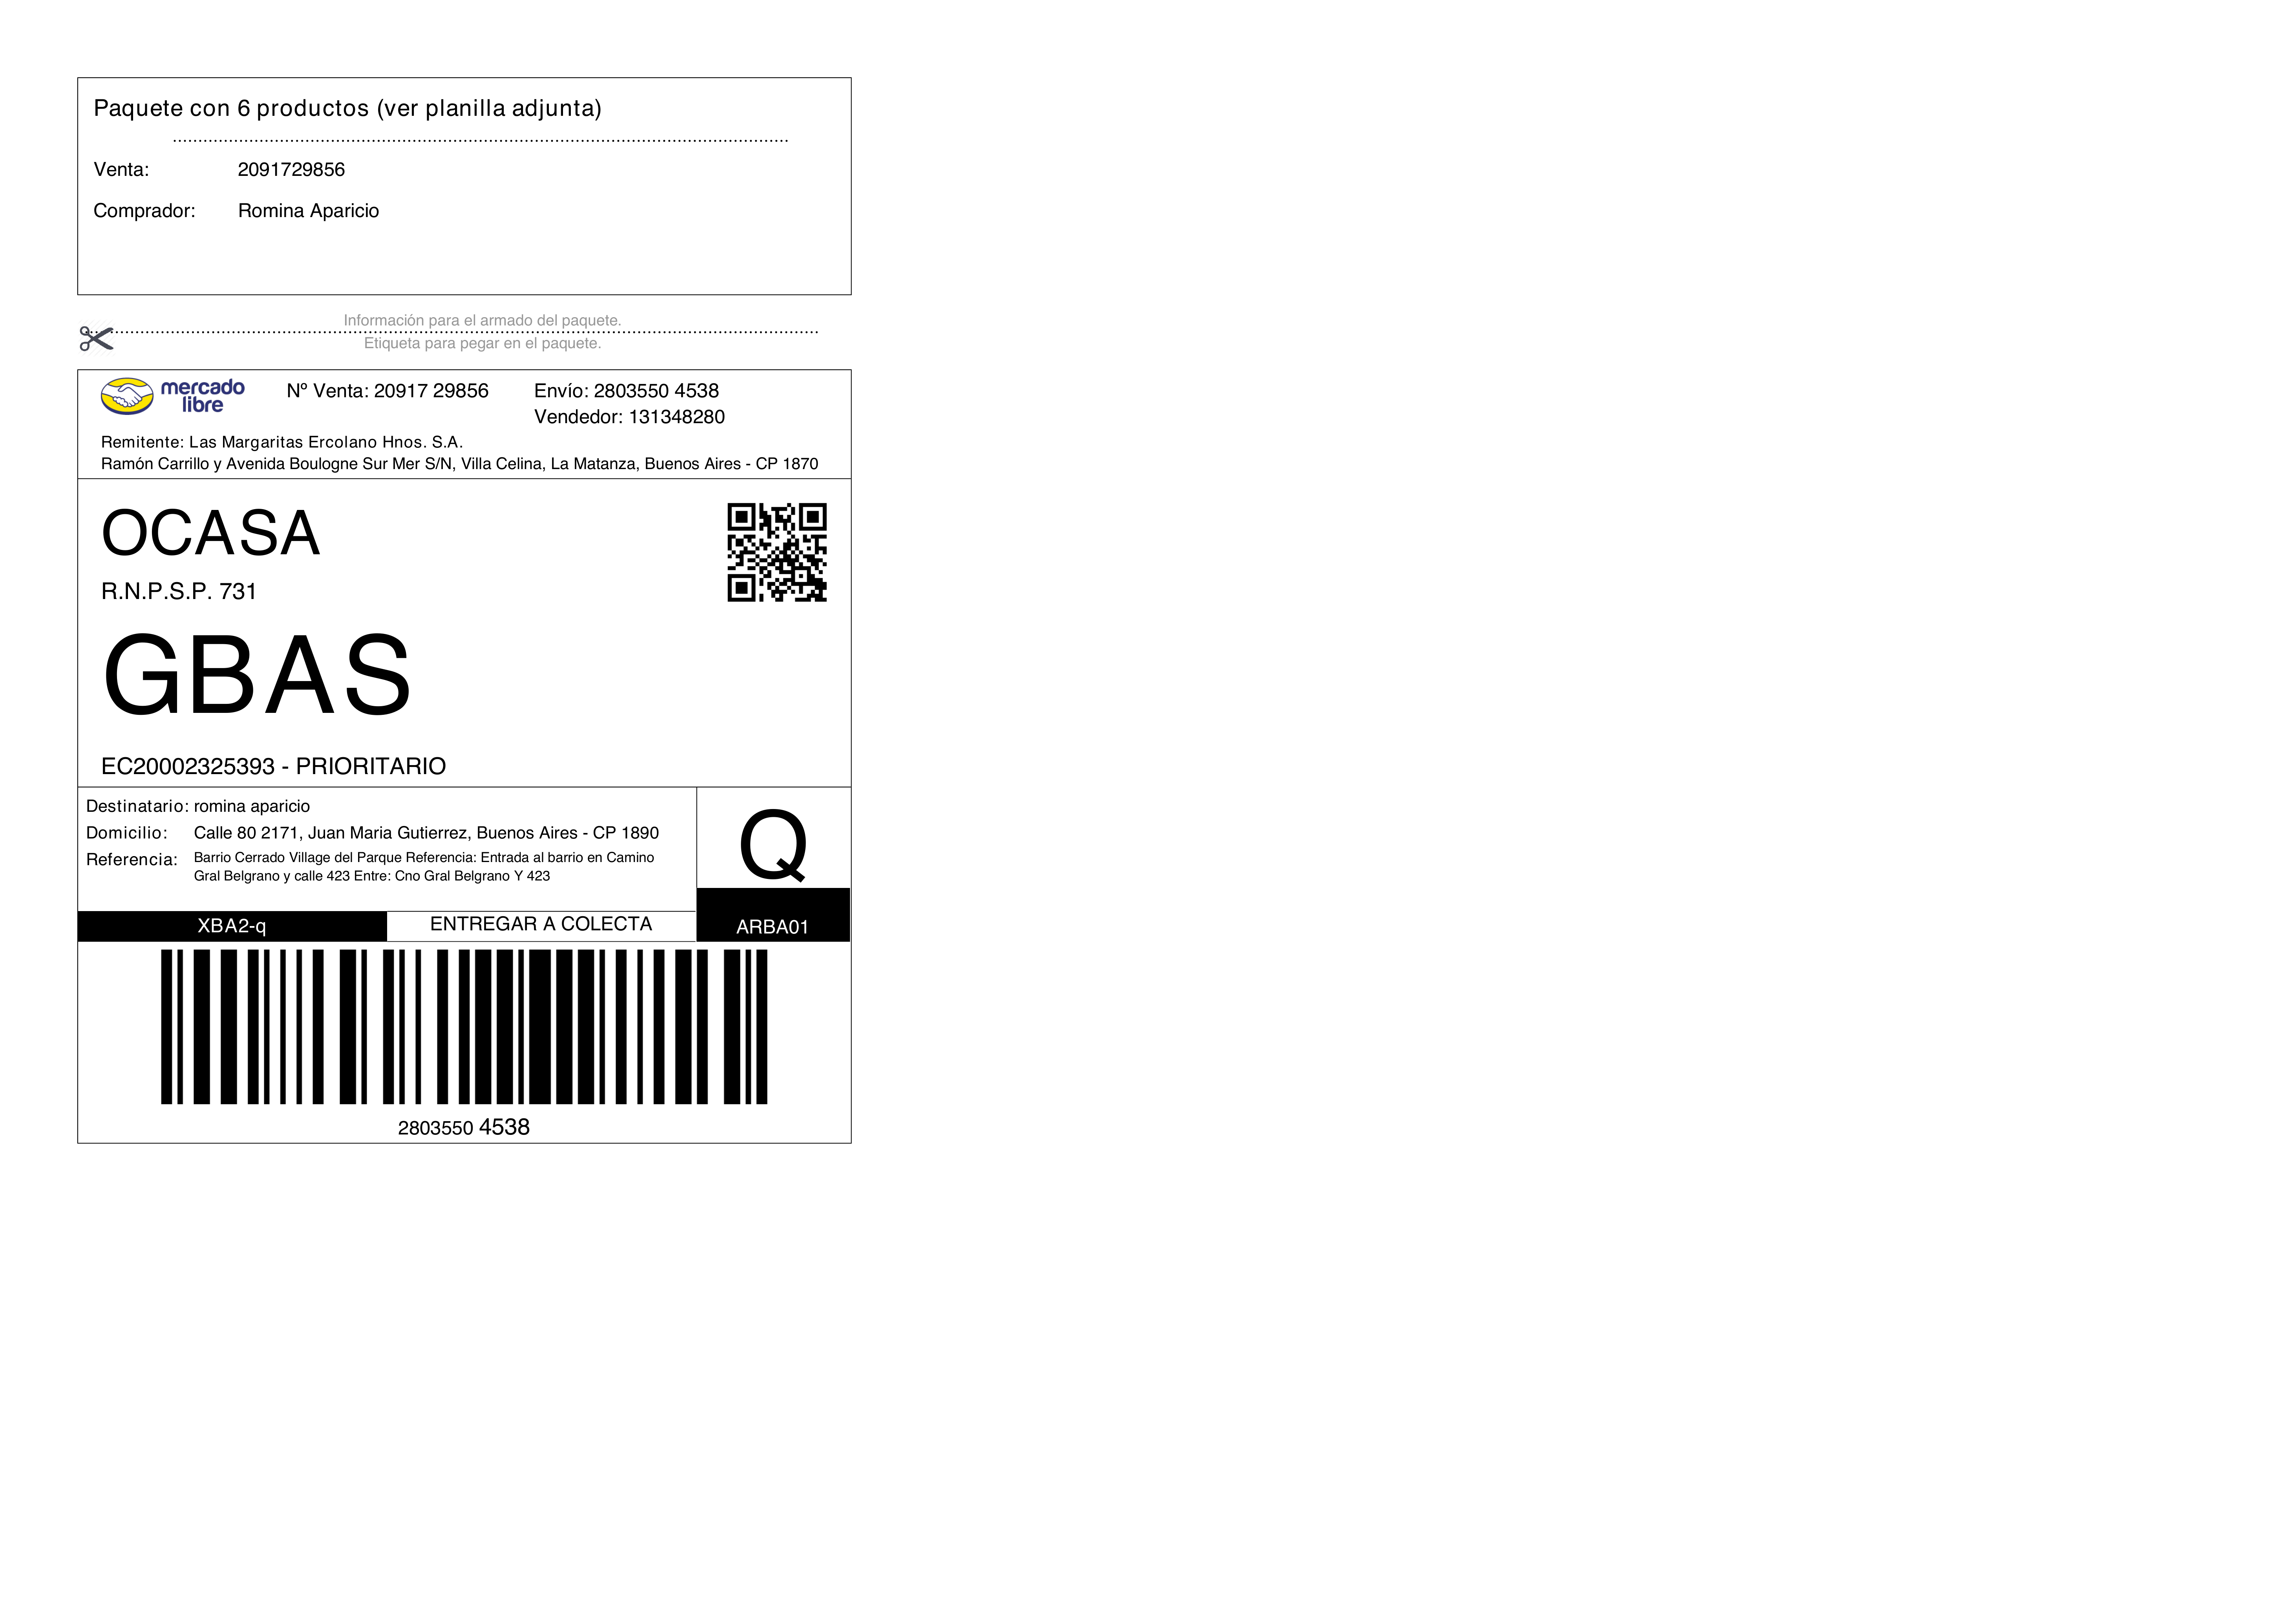 Paquete con 6 productos (ver planilla adjunta)
Venta: 2091729856
Comprador: Romina Aparicio
Información para el armado del paquete.
Etiqueta para pegar en el paquete.
mercado
libre
Nº Venta: 20917 29856 Envío: 2803550 4538
Vendedor: 131348280
Remitente: Las Margaritas Ercolano Hnos. S.A.
Ramón Carrillo y Avenida Boulogne Sur Mer S/N, Villa Celina, La Matanza, Buenos Aires - CP 1870
OCASA
R.N.P.S.P. 731
GBAS
EC20002325393 - PRIORITARIO
Destinatario: romina aparicio
Domicilio: Calle 80 2171, Juan Maria Gutierrez, Buenos Aires - CP 1890
Referencia: Barrio Cerrado Village del Parque Referencia: Entrada al barrio en Camino
Gral Belgrano y calle 423 Entre: Cno Gral Belgrano Y 423
Q
XBA2-q ENTREGAR A COLECTA ARBA01
2803550 4538